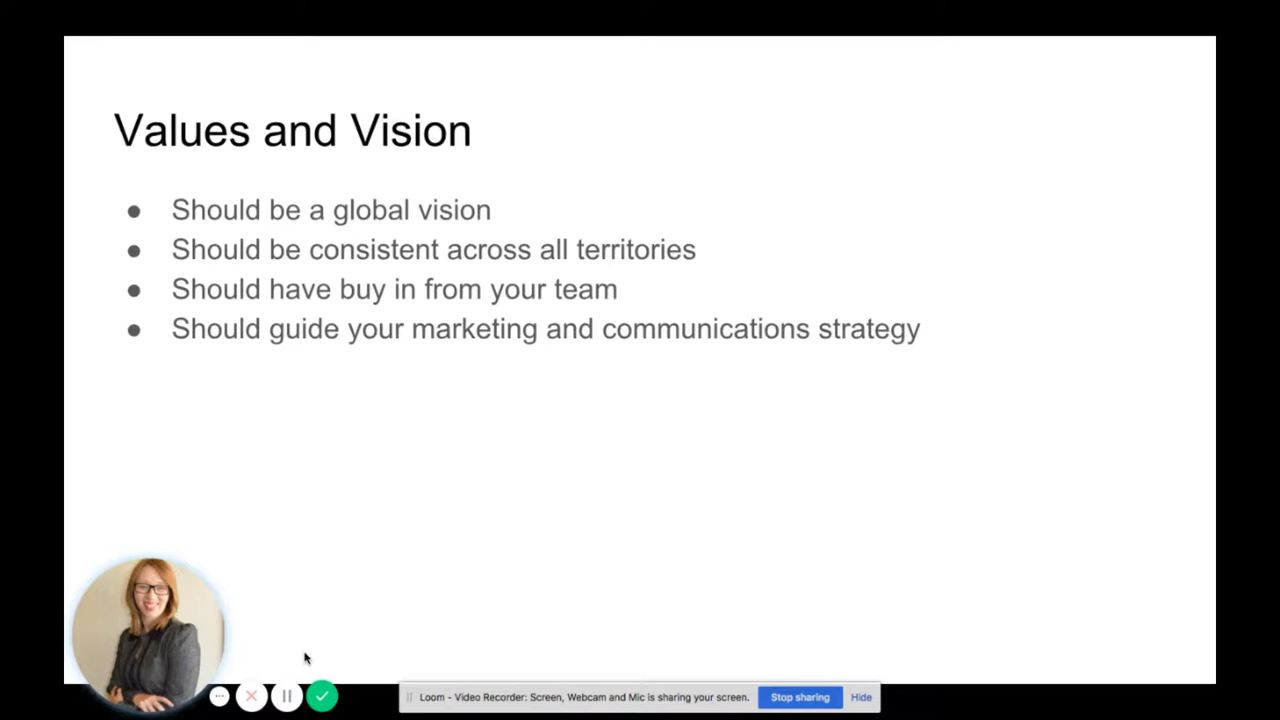 Values and Vision
● Should be a global vision
● Should be consistent across all territories
● Should have buy in from your team
● Should guide your marketing and communications strategy
Loom - Video Recorder: Screen, Webcam and Mic is sharing your screen. Stop sharing Hide